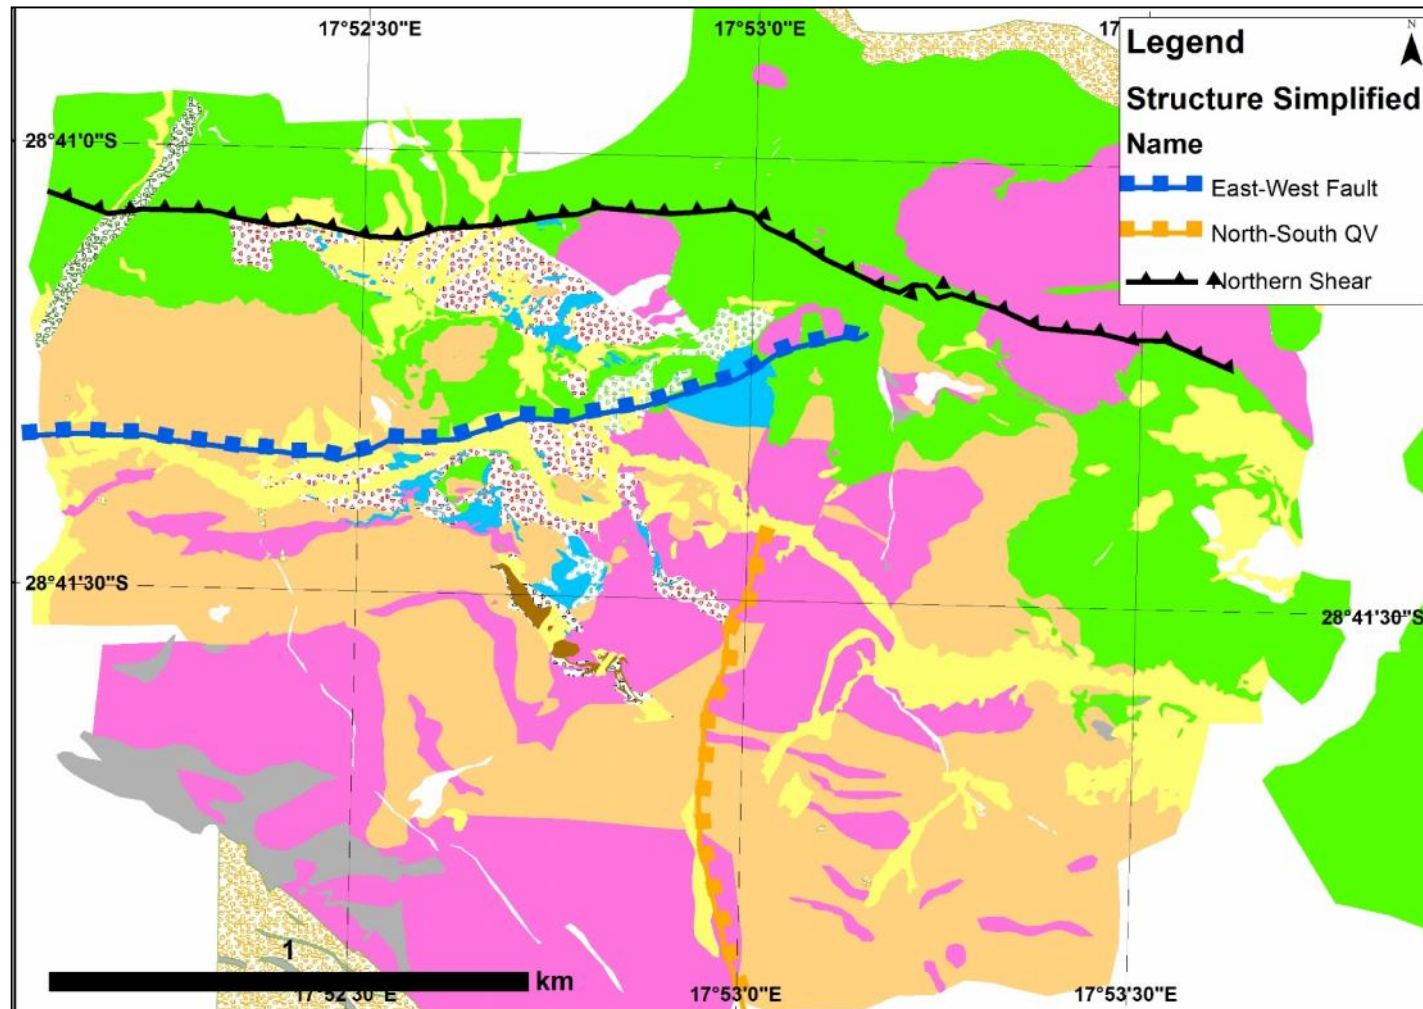 17°52'30"E
17°53'0"E
17
N
Legend
Structure Simplified
Name
East-West Fault
North-South QV
Northern Shear
28°41'0"S
28°41'30"S
28°41'30"S
1
km
17°52'30"E
17°53'0"E
17°53'30"E